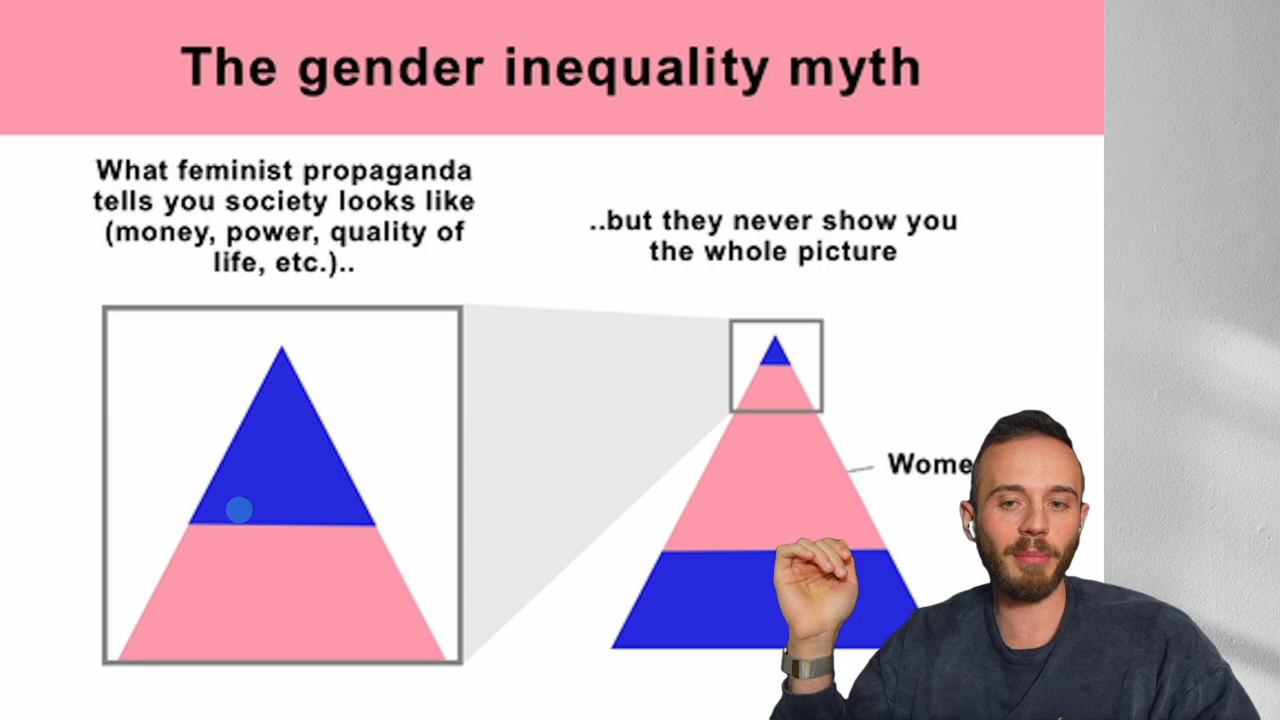 The gender inequality myth
What feminist propaganda
tells you society looks like
(money, power, quality of
life, etc.)..
..but they never show you
the whole picture
Wome